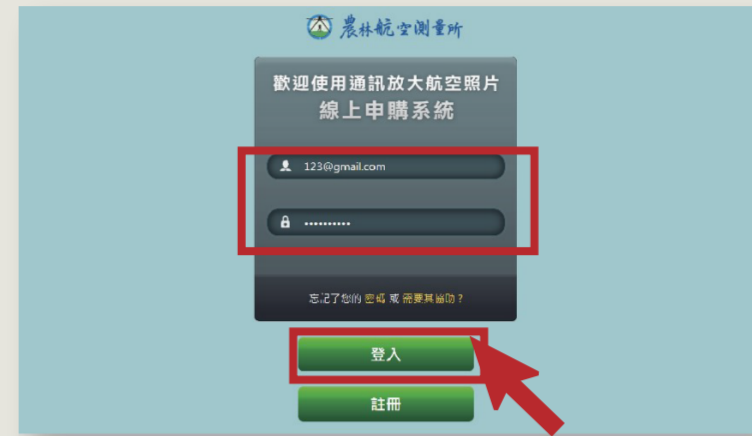 農林航空測量所
歡迎使用通訊放大航空照片
線上申購系統
123@gmail.com
••••••••••
忘記了您的 密碼 或 需要其協助？
登入
註冊